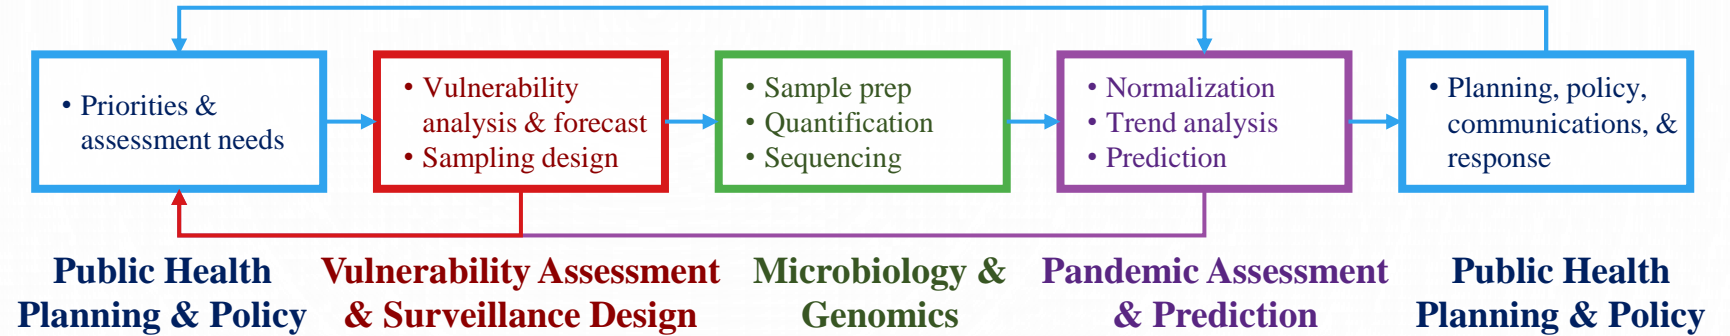 • Priorities &
assessment needs
• Vulnerability
analysis & forecast
• Sampling design
• Sample prep
• Quantification
• Sequencing
• Normalization
• Trend analysis
• Prediction
• Planning, policy,
communications, &
response
Public Health
Planning & Policy
Vulnerability Assessment
& Surveillance Design
Microbiology &
Genomics
Pandemic Assessment
& Prediction
Public Health
Planning & Policy